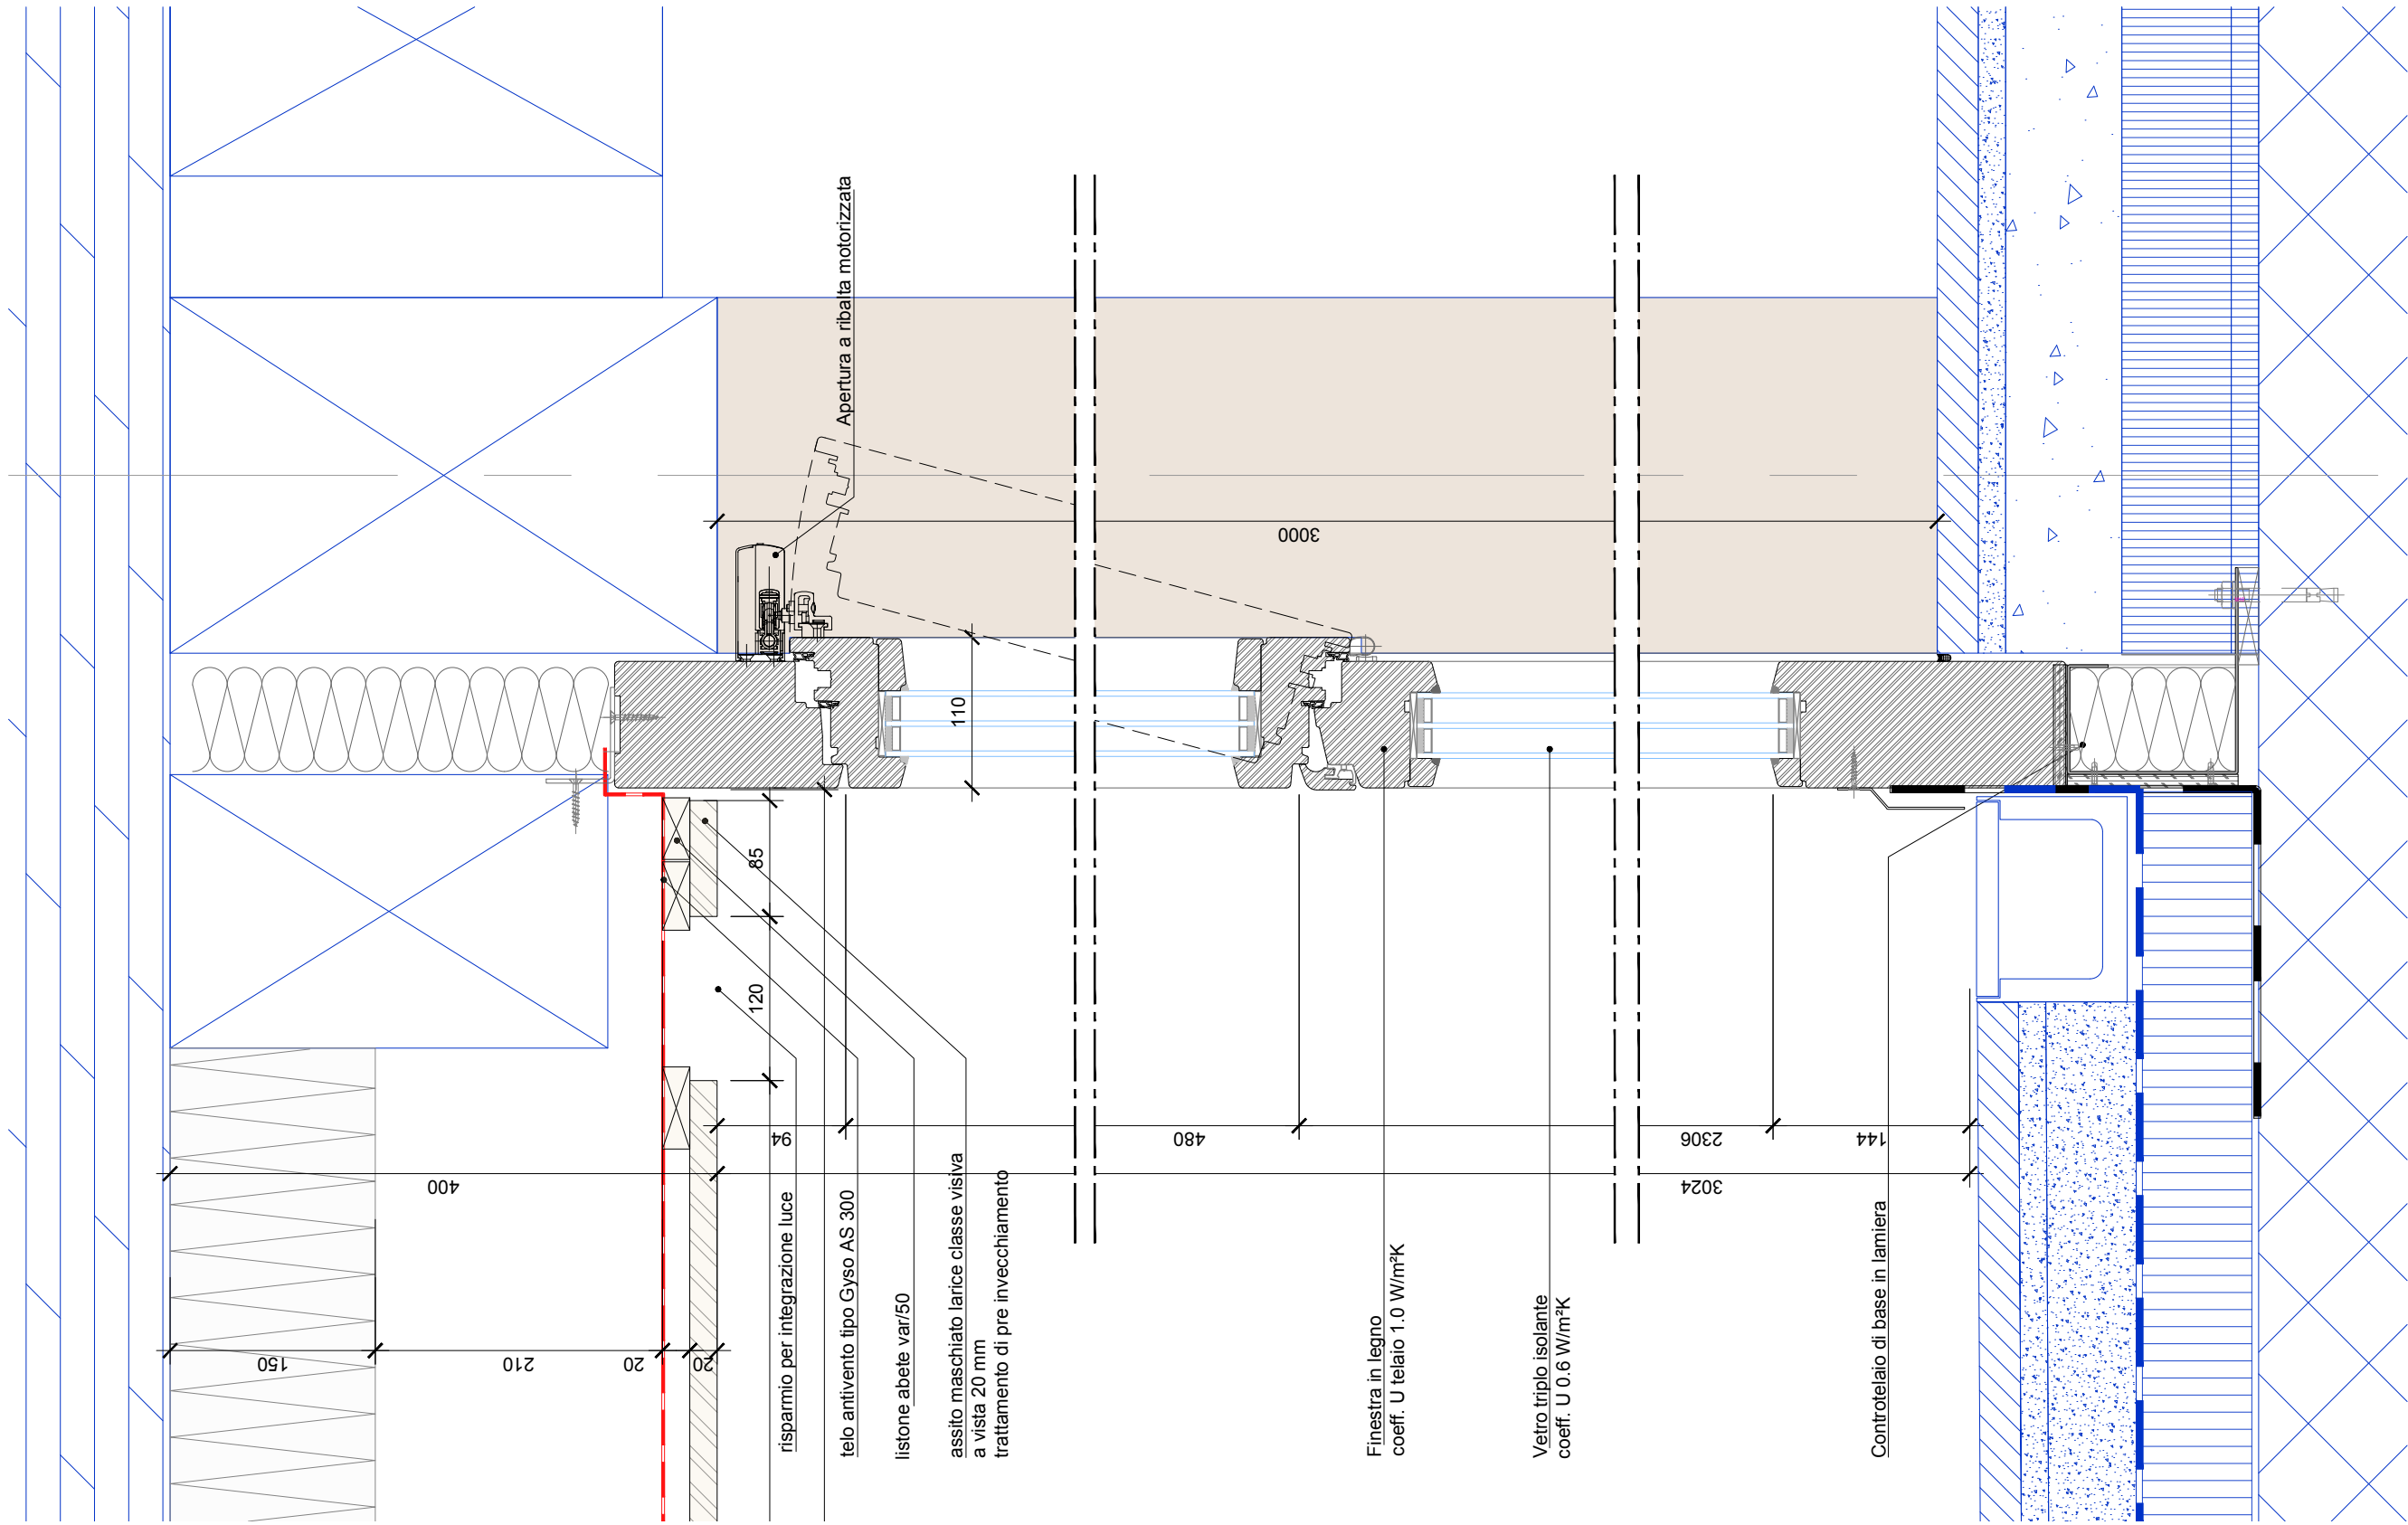 Apertura a ribalta motorizzata
3000
110
85
120
94
480
2306
144
400
3024
150
210
20
20
risparmio per integrazione luce
telo antivento tipo Gyso AS 300
listone abete var/50
assito maschiato larice classe visiva
a vista 20 mm
trattamento di pre invecchiamento
Finestra in legno
coeff. U telaio 1.0 W/m²K
Vetro triplo isolante
coeff. U 0.6 W/m²K
Controtelaio di base in lamiera